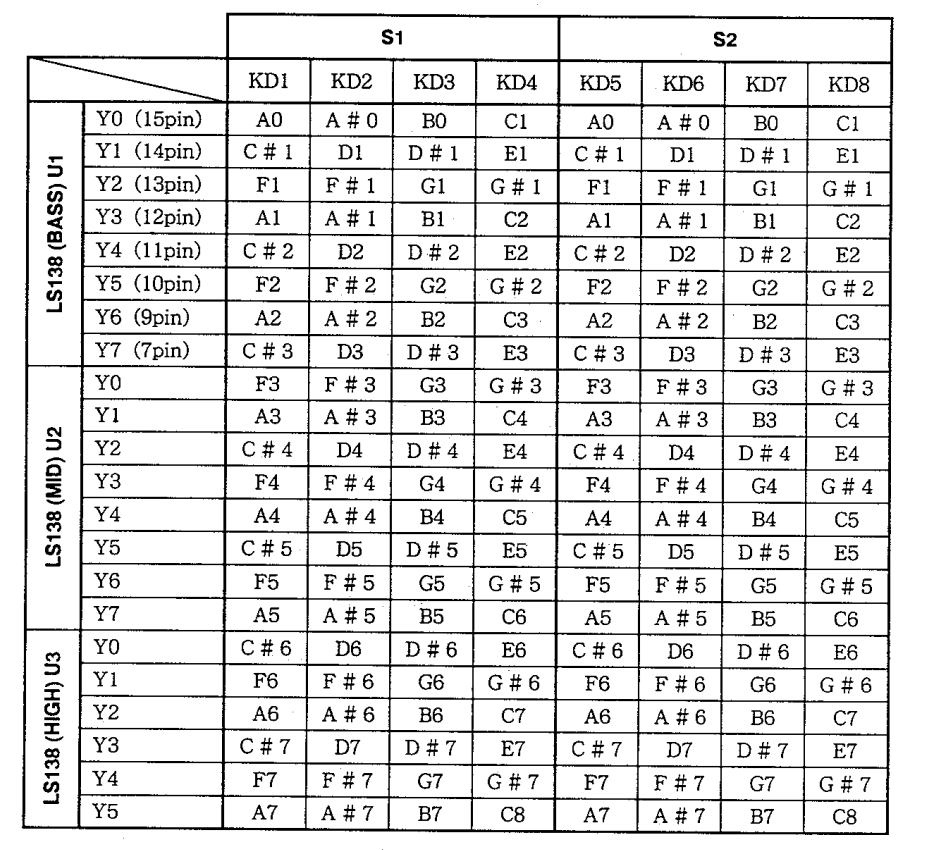 S1 S2
KD1 KD2 KD3 KD4 KD5 KD6 KD7 KD8
LS138 (BASS) U1
Y0 (15pin) A0 A # 0 B0 C1 A0 A # 0 B0 C1
Y1 (14pin) C # 1 D1 D # 1 E1 C # 1 D1 D # 1 E1
Y2 (13pin) F1 F # 1 G1 G # 1 F1 F # 1 G1 G # 1
Y3 (12pin) A1 A # 1 B1 C2 A1 A # 1 B1 C2
Y4 (11pin) C # 2 D2 D # 2 E2 C # 2 D2 D # 2 E2
Y5 (10pin) F2 F # 2 G2 G # 2 F2 F # 2 G2 G # 2
Y6 (9pin) A2 A # 2 B2 C3 A2 A # 2 B2 C3
Y7 (7pin) C # 3 D3 D # 3 E3 C # 3 D3 D # 3 E3
LS138 (MID) U2
Y0 F3 F # 3 G3 G # 3 F3 F # 3 G3 G # 3
Y1 A3 A # 3 B3 C4 A3 A # 3 B3 C4
Y2 C # 4 D4 D # 4 E4 C # 4 D4 D # 4 E4
Y3 F4 F # 4 G4 G # 4 F4 F # 4 G4 G # 4
Y4 A4 A # 4 B4 C5 A4 A # 4 B4 C5
Y5 C # 5 D5 D # 5 E5 C # 5 D5 D # 5 E5
Y6 F5 F # 5 G5 G # 5 F5 F # 5 G5 G # 5
Y7 A5 A # 5 B5 C6 A5 A # 5 B5 C6
LS138 (HIGH) U3
Y0 C # 6 D6 D # 6 E6 C # 6 D6 D # 6 E6
Y1 F6 F # 6 G6 G # 6 F6 F # 6 G6 G # 6
Y2 A6 A # 6 B6 C7 A6 A # 6 B6 C7
Y3 C # 7 D7 D # 7 E7 C # 7 D7 D # 7 E7
Y4 F7 F # 7 G7 G # 7 F7 F # 7 G7 G # 7
Y5 A7 A # 7 B7 C8 A7 A # 7 B7 C8